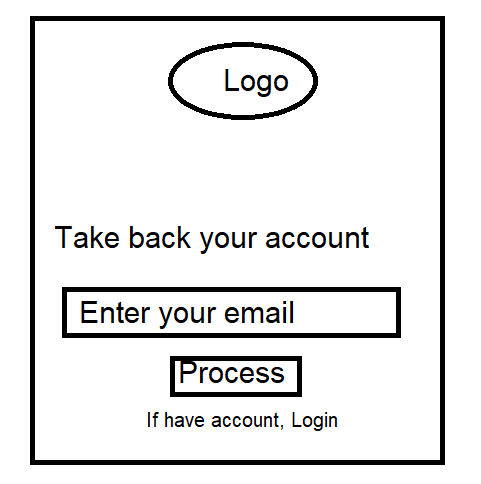 Logo
Take back your account
Enter your email
Process
If have account, Login